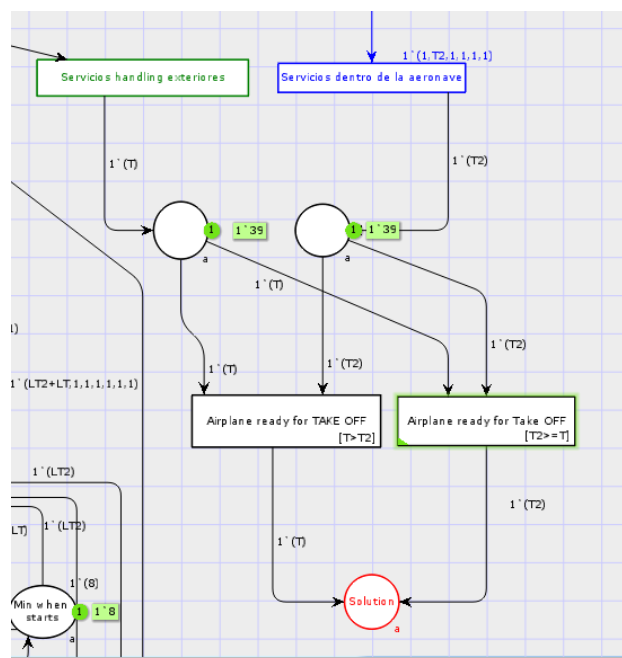 1`(1,T2,1,1,1,1]
Servicios handling exteriores
Servicios dentro de la aeronave
1`(T)
1`(T2)
1
1`39
1
1`39
a
a
1`(T)
1)
1`(T2)
1`(T)
1`(T2)
1`(LT2+LT,1,1,1,1,1,1)
Airplane ready for TAKE OFF
[T>T2]
Airplane ready for Take OFF
[T2>=T]
1`(LT2)
1`(T2)
LT)
1`(LT2)
1`(T)
1`(8]
Min when
starts
1
1`8
a
Solution
a